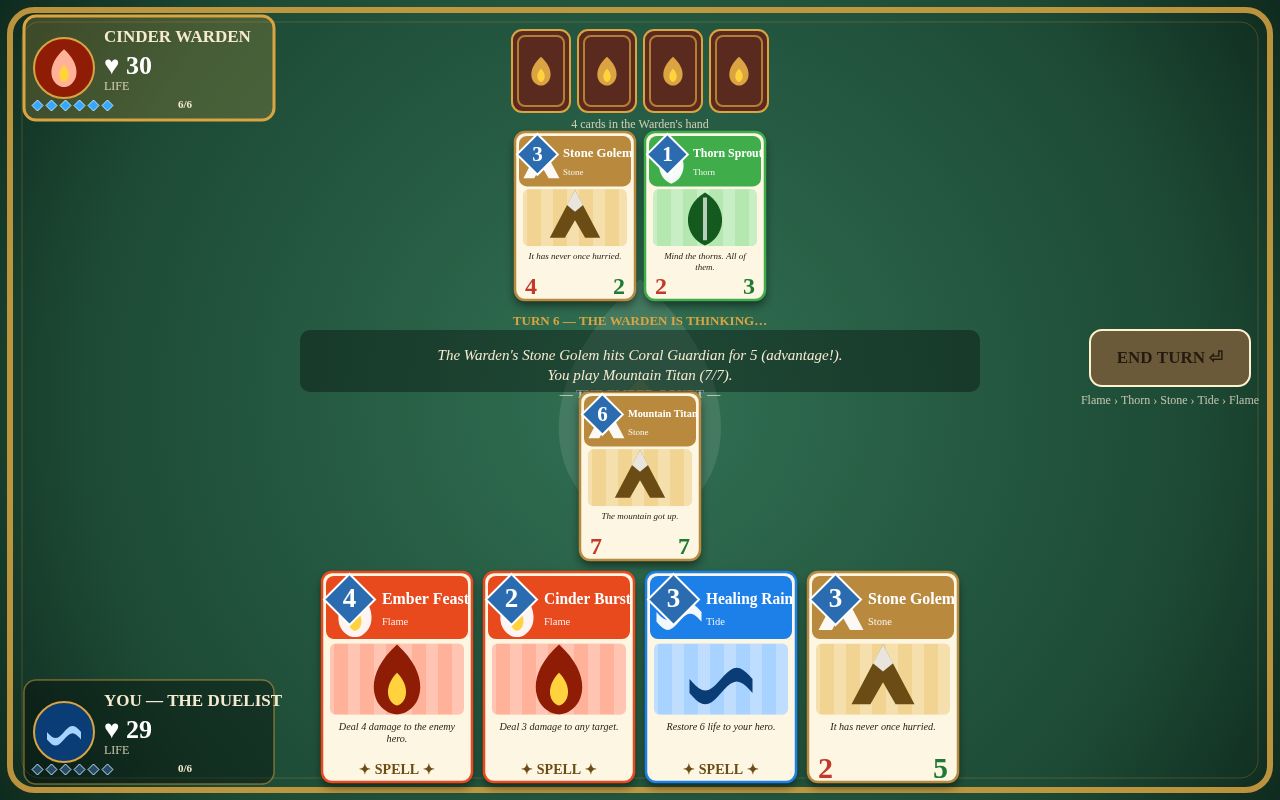 CINDER WARDEN
♥ 30
LIFE
6/6
4 cards in the Warden's hand
3
Stone Golem
Stone
It has never once hurried.
4 2
1
Thorn Sprout
Thorn
Mind the thorns. All of
them.
2 3
TURN 6 — THE WARDEN IS THINKING…
The Warden's Stone Golem hits Coral Guardian for 5 (advantage!).
You play Mountain Titan (7/7).
END TURN ⏎
Flame › Thorn › Stone › Tide › Flame
6
Mountain Titan
Stone
The mountain got up.
7 7
YOU — THE DUELIST
♥ 29
LIFE
0/6
4
Ember Feast
Flame
Deal 4 damage to the enemy
hero.
✦ SPELL ✦
2
Cinder Burst
Flame
Deal 3 damage to any target.
✦ SPELL ✦
3
Healing Rain
Tide
Restore 6 life to your hero.
✦ SPELL ✦
3
Stone Golem
Stone
It has never once hurried.
2 5